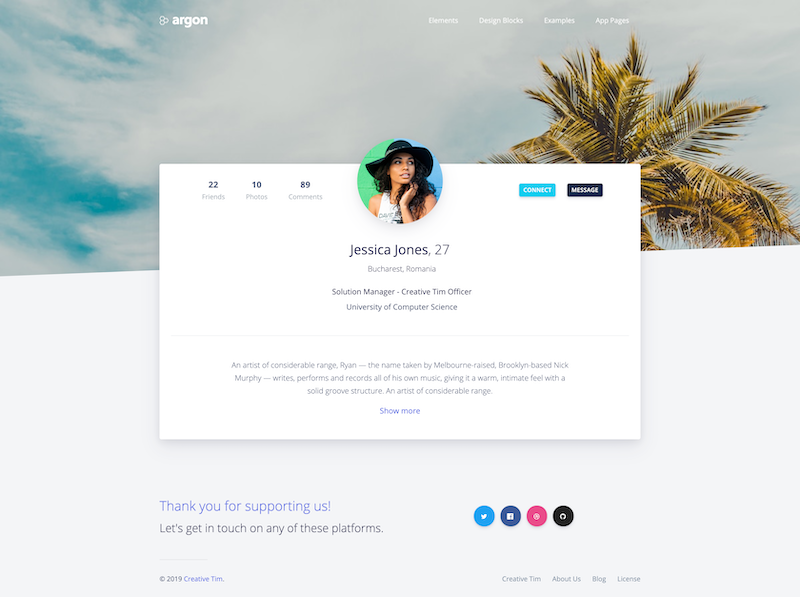 argon
Elements Design Blocks Examples App Pages
22 10 89
Friends Photos Comments
CONNECT MESSAGE
Jessica Jones, 27
Bucharest, Romania
Solution Manager - Creative Tim Officer
University of Computer Science
An artist of considerable range, Ryan — the name taken by Melbourne-raised, Brooklyn-based Nick
Murphy — writes, performs and records all of his own music, giving it a warm, intimate feel with a
solid groove structure. An artist of considerable range.
Show more
Thank you for supporting us!
Let's get in touch on any of these platforms.
© 2019 Creative Tim.
Creative Tim About Us Blog License